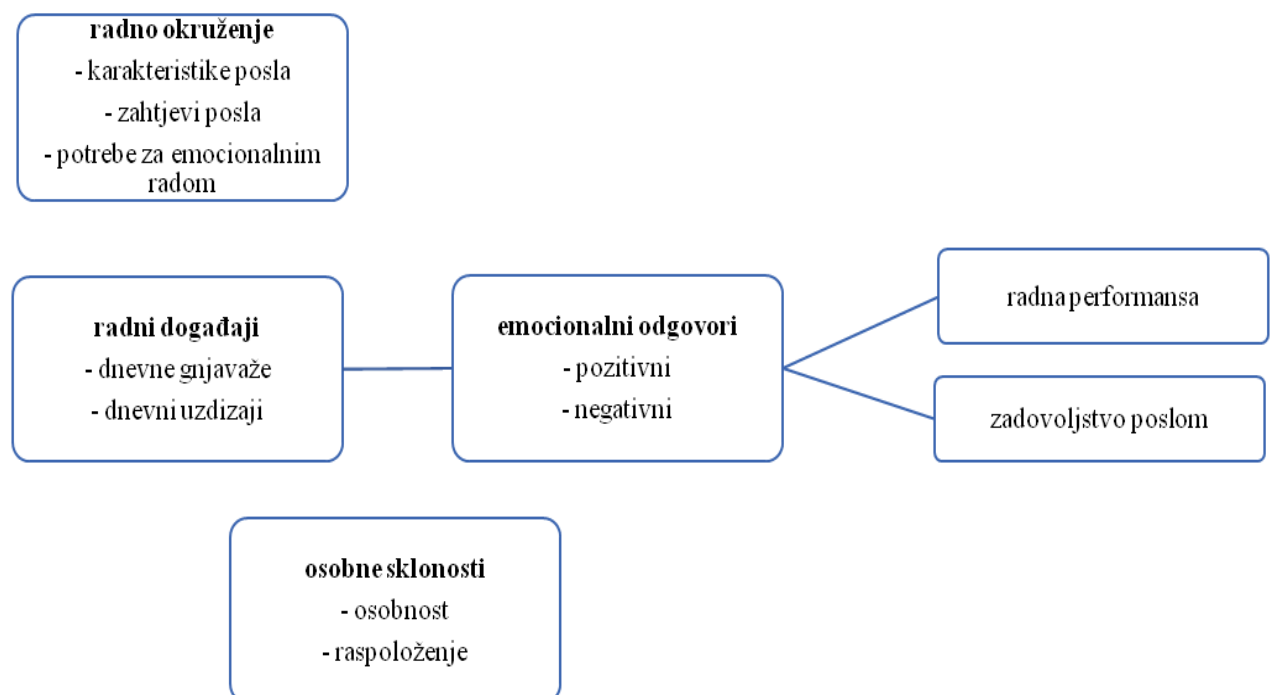 radno okruženje
- karakteristike posla
- zahtjevi posla
- potrebe za emocionalnim
radom
radni događaji
- dnevne gnjavaže
- dnevni uzdizaji
emocionalni odgovori
- pozitivni
- negativni
radna performansa
zadovoljstvo poslom
osobne sklonosti
- osobnost
- raspoloženje